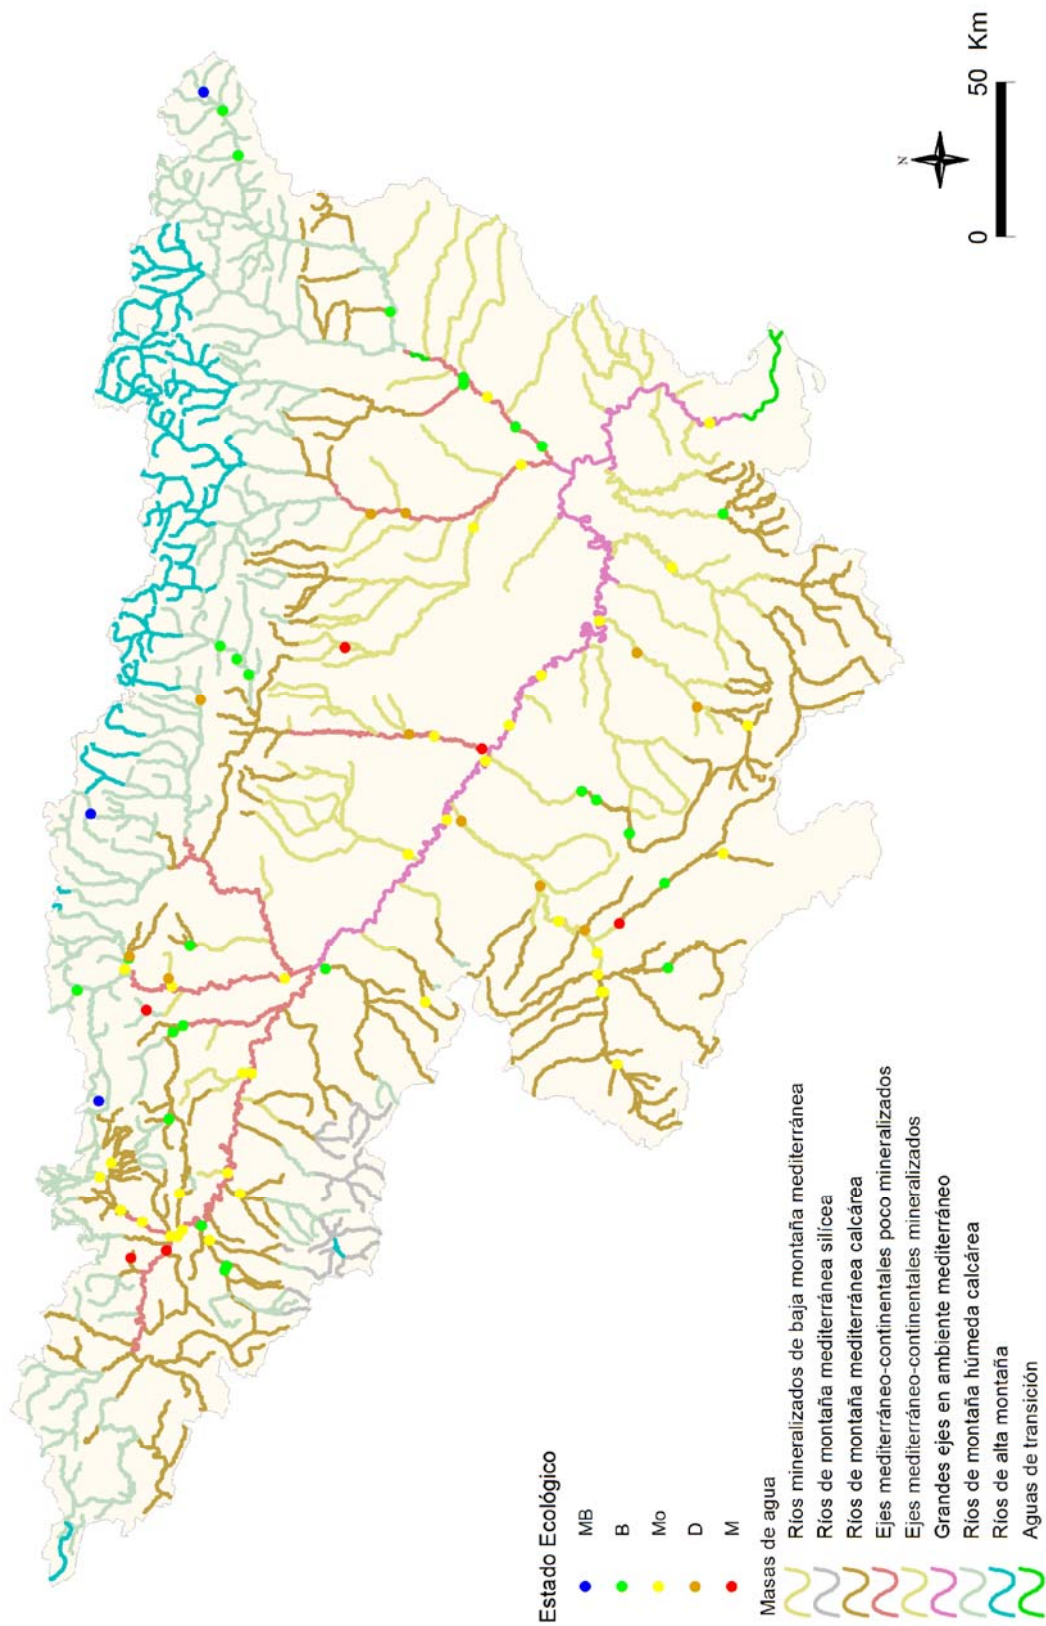 N
0 50 Km
Estado Ecológico
MB
B
Mo
D
M
Masas de agua
Ríos mineralizados de baja montaña mediterránea
Ríos de montaña mediterránea silícea
Ríos de montaña mediterránea calcárea
Ejes mediterráneo-continentales poco mineralizados
Ejes mediterráneo-continentales mineralizados
Grandes ejes en ambiente mediterráneo
Ríos de montaña húmeda calcárea
Ríos de alta montaña
Aguas de transición